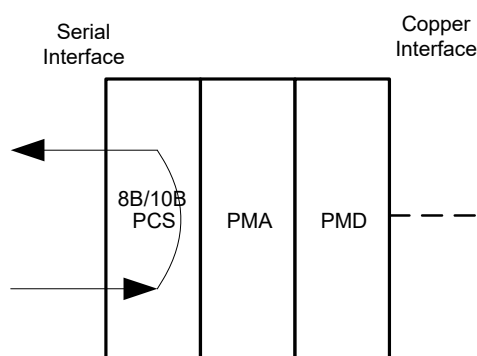 Serial
Interface
Copper
Interface
8B/10B
PCS
PMA
PMD